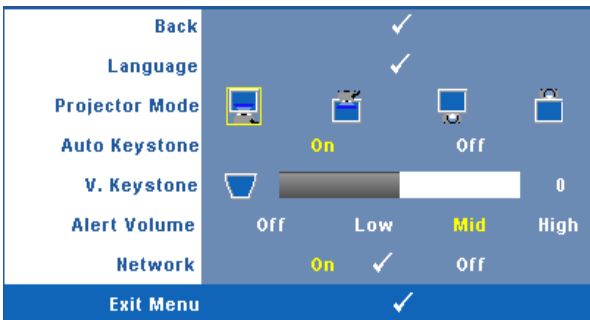 Back
Language
Projector Mode
Auto Keystone On Off
V. Keystone 0
Alert Volume Off Low Mid High
Network On Off
Exit Menu